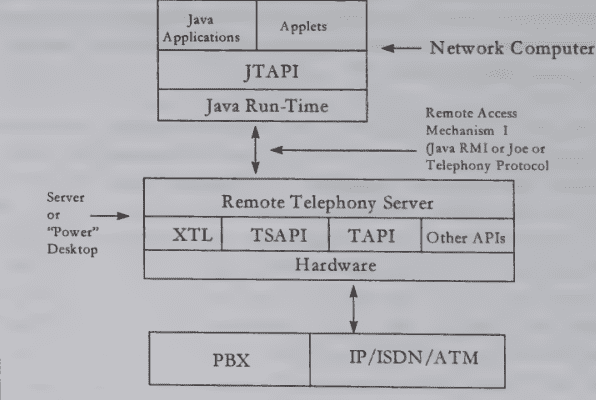 Java
Applications
Applets
Network Computer
JTAPI
Java Run-Time
Remote Access
Mechanism I
(Java RMI or Joe or
Telephony Protocol
Server
or
"Power"
Desktop
Remote Telephony Server
XTL
TSAPI
TAPI
Other APIs
Hardware
PBX
IP/ISDN/ATM